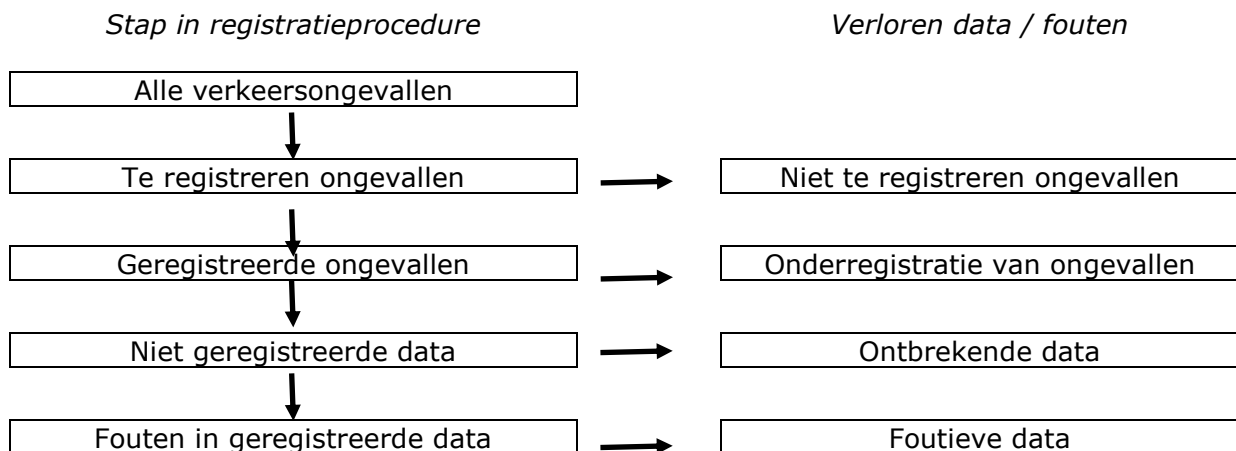 Stap in registratieprocedure
Verloren data / fouten
Alle verkeersongevallen
Te registreren ongevallen
Niet te registreren ongevallen
Geregistreerde ongevallen
Onderregistratie van ongevallen
Niet geregistreerde data
Ontbrekende data
Fouten in geregistreerde data
Foutieve data